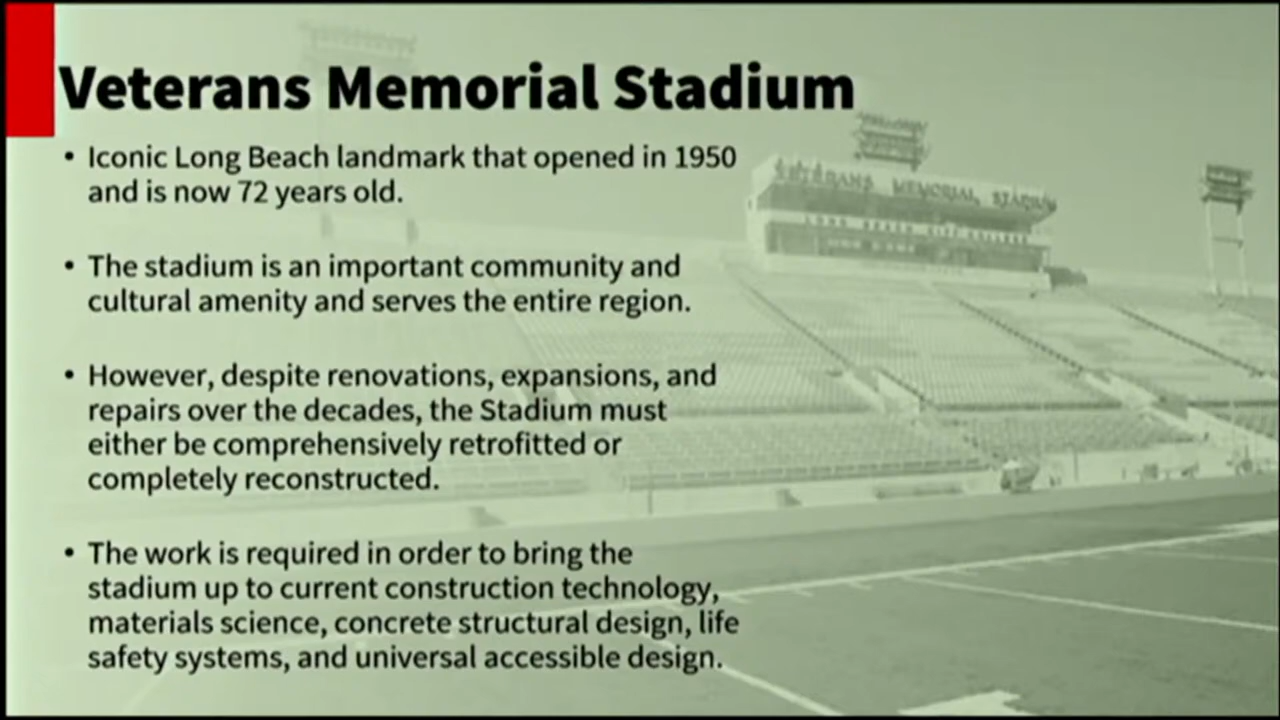 Veterans Memorial Stadium
• Iconic Long Beach landmark that opened in 1950
and is now 72 years old.
• The stadium is an important community and
cultural amenity and serves the entire region.
• However, despite renovations, expansions, and
repairs over the decades, the Stadium must
either be comprehensively retrofitted or
completely reconstructed.
• The work is required in order to bring the
stadium up to current construction technology,
materials science, concrete structural design, life
safety systems, and universal accessible design.
VETERANS MEMORIAL STADIUM
LONG BEACH CITY COLLEGE